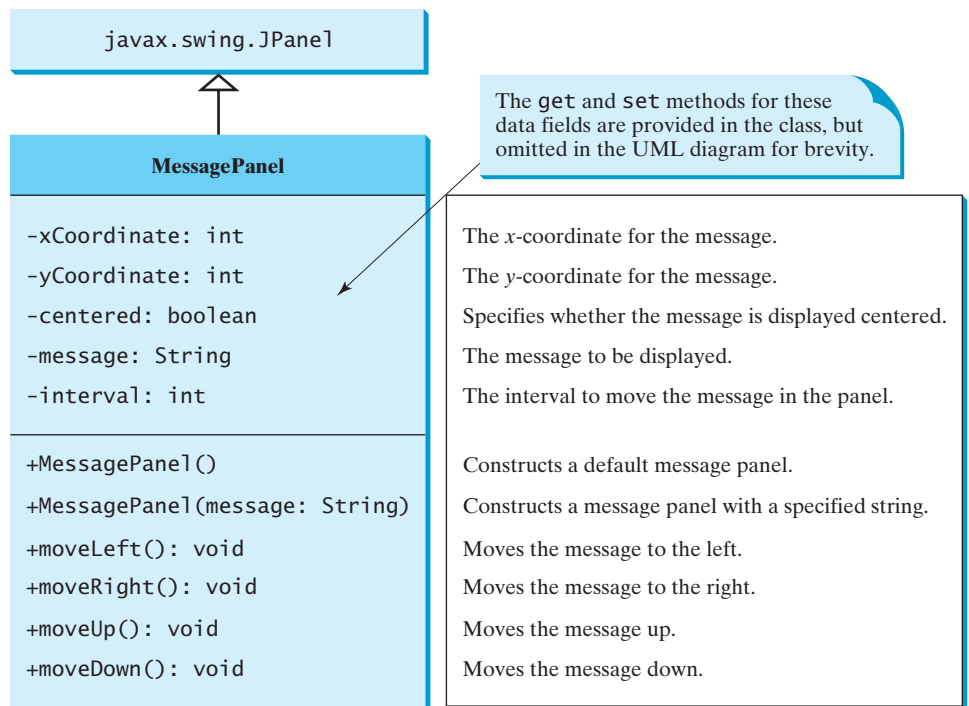 javax.swing.JPanel
The get and set methods for these
data fields are provided in the class, but
omitted in the UML diagram for brevity.
MessagePanel
-xCoordinate: int
The x-coordinate for the message.
-yCoordinate: int
The y-coordinate for the message.
-centered: boolean
Specifies whether the message is displayed centered.
-message: String
The message to be displayed.
-interval: int
The interval to move the message in the panel.
+MessagePanel()
Constructs a default message panel.
+MessagePanel(message: String)
Constructs a message panel with a specified string.
+moveLeft(): void
Moves the message to the left.
+moveRight(): void
Moves the message to the right.
+moveUp(): void
Moves the message up.
+moveDown(): void
Moves the message down.